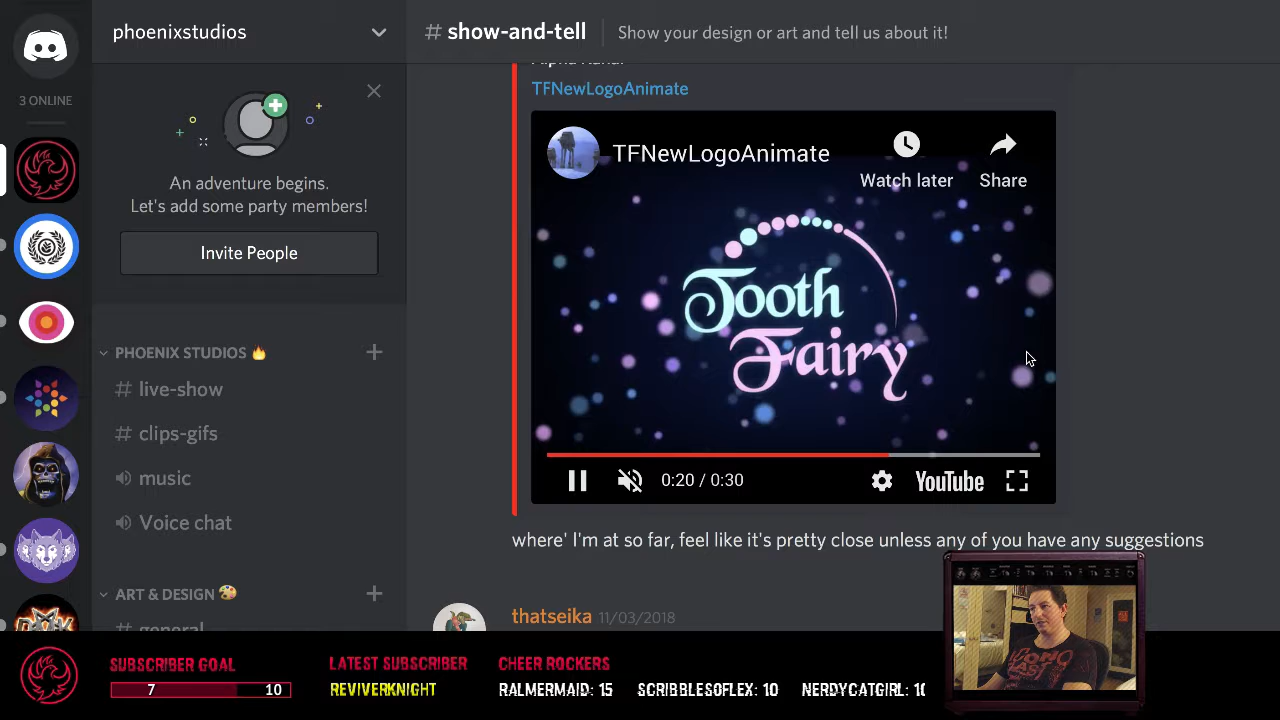 phoenixstudios
# show-and-tell
Show your design or art and tell us about it!
3 ONLINE
An adventure begins.
Let's add some party members!
Invite People
PHOENIX STUDIOS 🔥
# live-show
# clips-gifs
music
Voice chat
ART & DESIGN 🎨
general
TFNewLogoAnimate
TFNewLogoAnimate
Watch later
Share
Tooth
Fairy
0:20 / 0:30
YouTube
where' I'm at so far, feel like it's pretty close unless any of you have any suggestions
thatseika 11/03/2018
SUBSCRIBER GOAL
7
10
LATEST SUBSCRIBER
REVIVERKNIGHT
CHEER ROCKERS
RALMERMAID: 15
SCRIBBLESOFLEX: 10
NERDYCATGIRL: